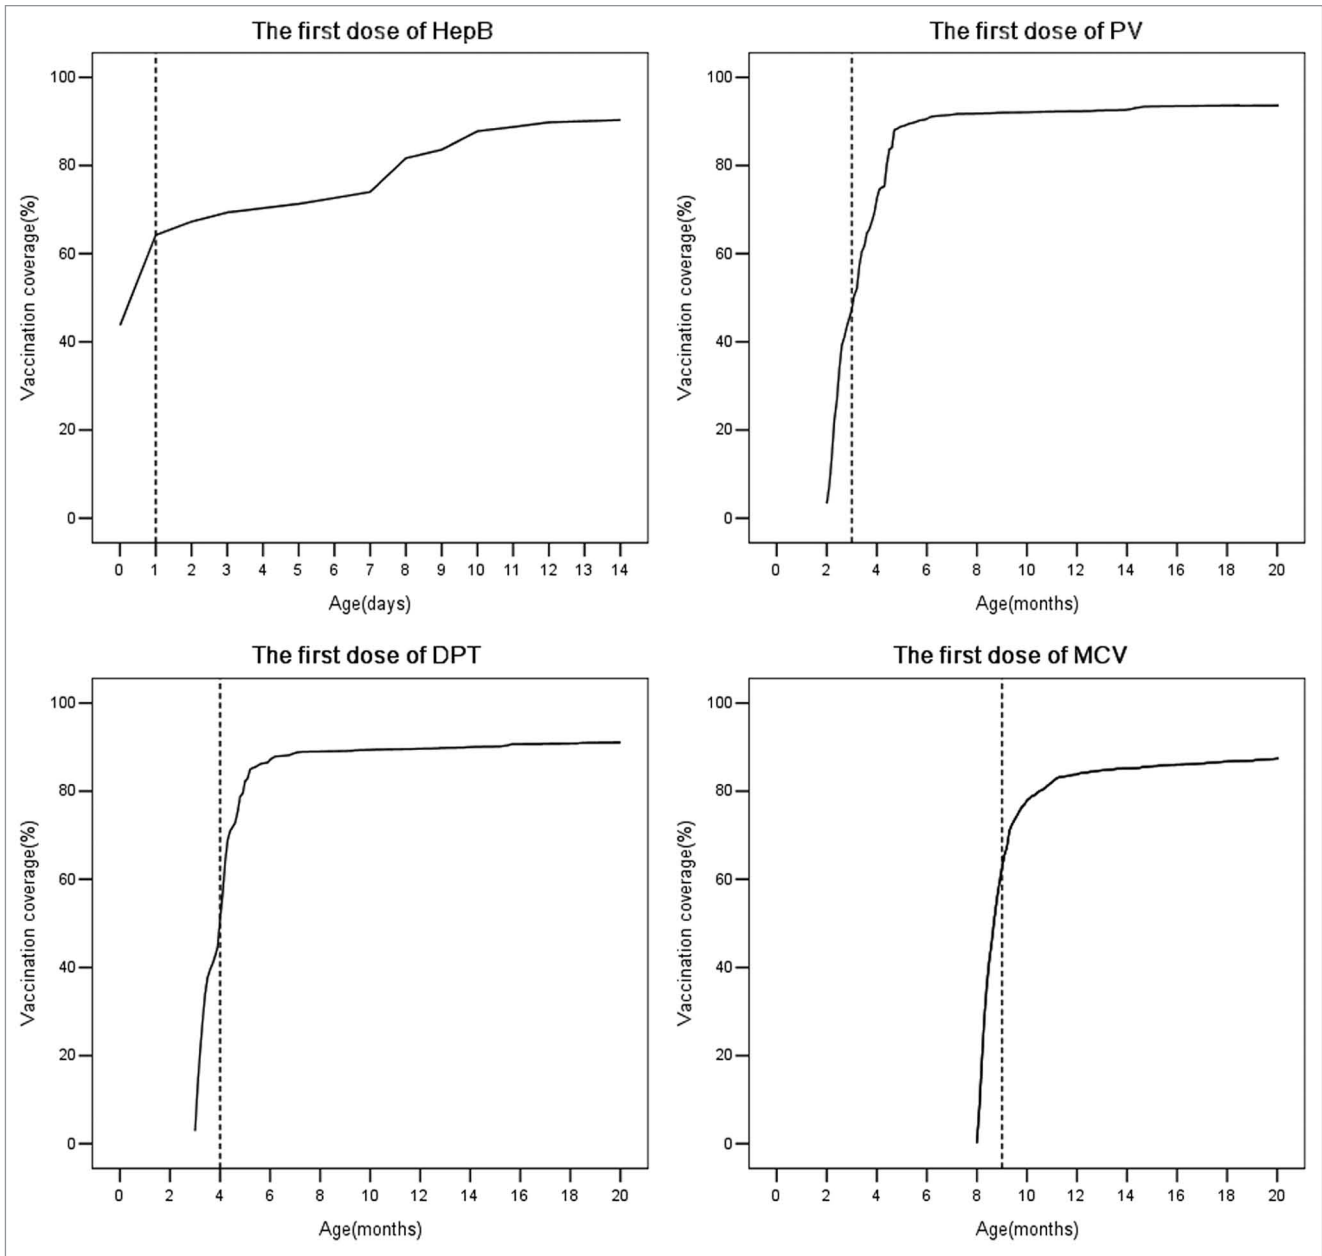 The first dose of HepB
Vaccination coverage(%)
100
80
60
40
20
0
0 1 2 3 4 5 6 7 8 9 10 11 12 13 14
Age(days)
The first dose of PV
Vaccination coverage(%)
100
80
60
40
20
0
0 2 4 6 8 10 12 14 16 18 20
Age(months)
The first dose of DPT
Vaccination coverage(%)
100
80
60
40
20
0
0 2 4 6 8 10 12 14 16 18 20
Age(months)
The first dose of MCV
Vaccination coverage(%)
100
80
60
40
20
0
0 2 4 6 8 10 12 14 16 18 20
Age(months)